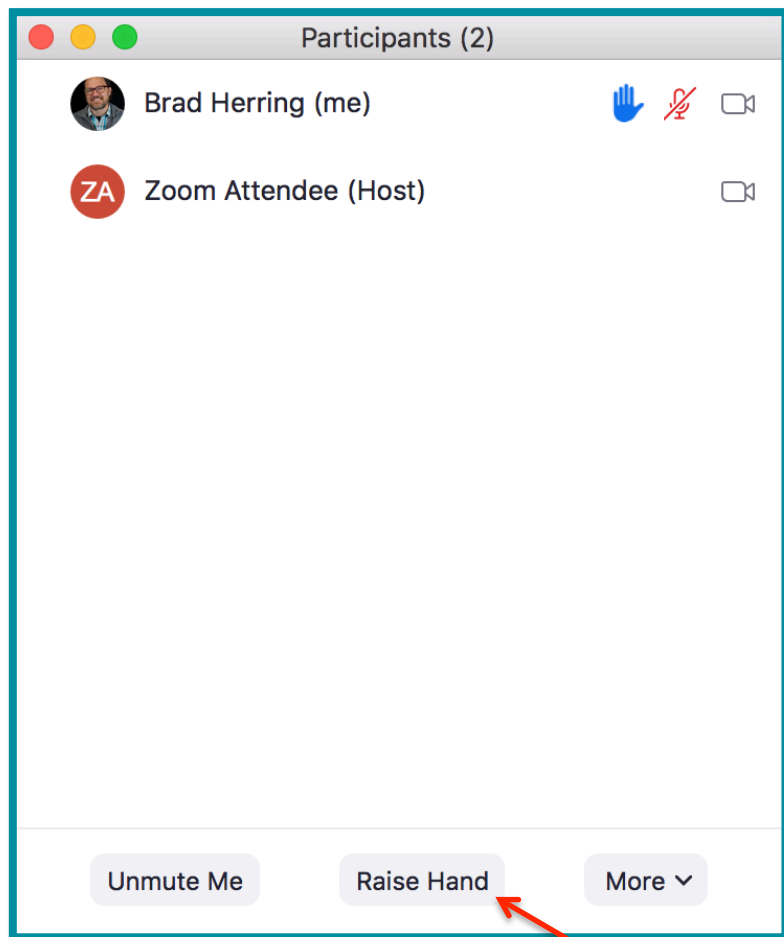 Participants (2)
Brad Herring (me)
ZA Zoom Attendee (Host)
Unmute Me Raise Hand More